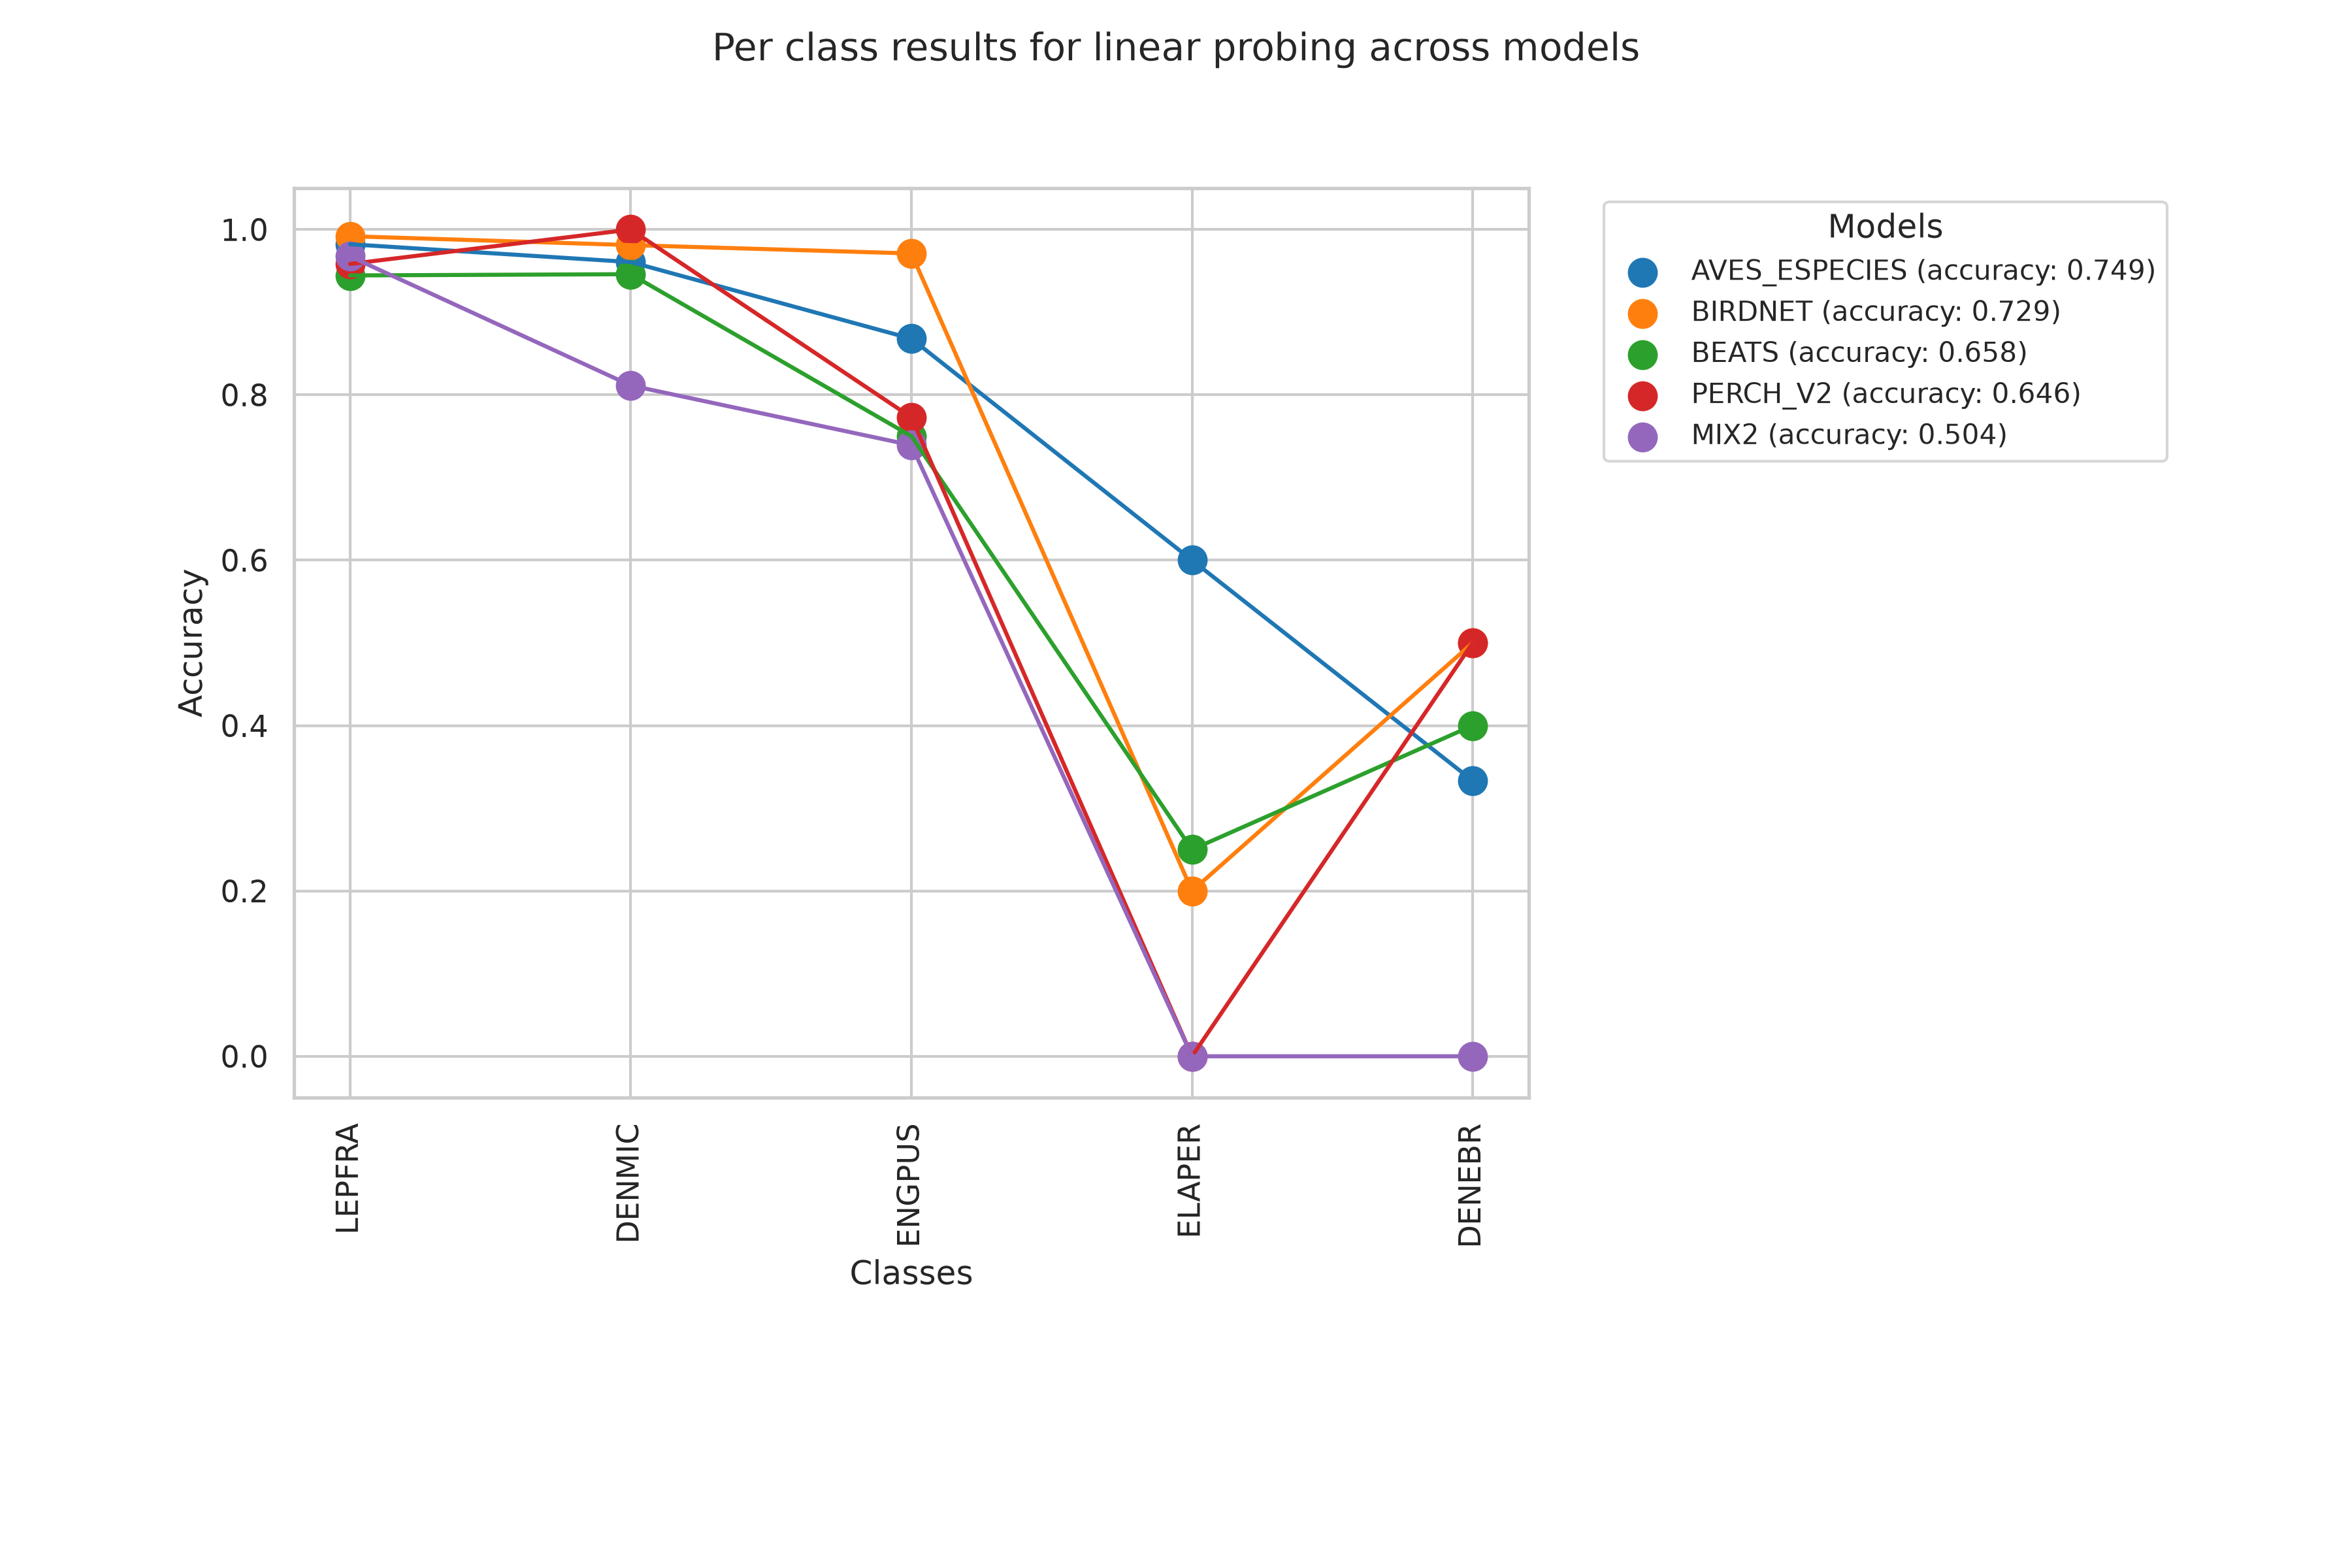 Per class results for linear probing across models
Models
AVES_ESPECIES (accuracy: 0.749)
BIRDNET (accuracy: 0.729)
BEATS (accuracy: 0.658)
PERCH_V2 (accuracy: 0.646)
MIX2 (accuracy: 0.504)
Accuracy
1.0
0.8
0.6
0.4
0.2
0.0
LEPFRA
DENMIC
ENGPUS
ELAPER
DENEBR
Classes